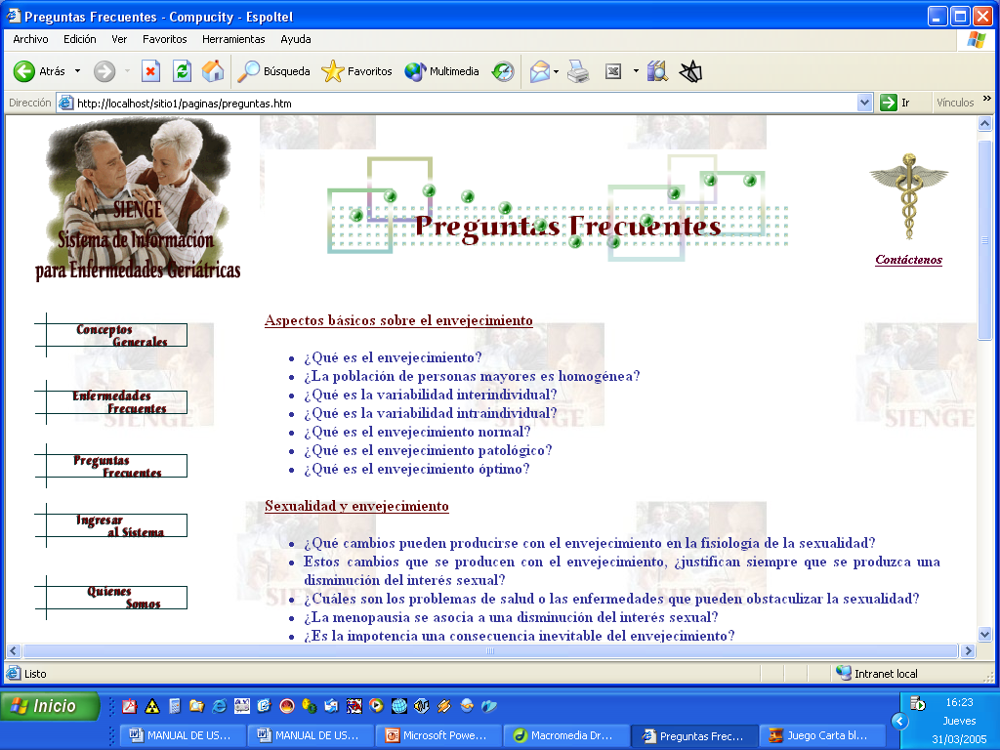 Preguntas Frecuentes - Compucity - Espoltel
Archivo Edición Ver Favoritos Herramientas Ayuda
Atrás Búsqueda Favoritos Multimedia
Dirección http://localhost/sitio1/paginas/preguntas.htm Ir Vínculos »
SIENGE
Sistema de Información
para Enfermedades Geriátricas
Preguntas Frecuentes
Contáctenos
Conceptos
Generales
Enfermedades
Frecuentes
Preguntas
Frecuentes
Ingresar
al Sistema
Quienes
Somos
Aspectos básicos sobre el envejecimiento
¿Qué es el envejecimiento?
¿La población de personas mayores es homogénea?
¿Qué es la variabilidad interindividual?
¿Qué es la variabilidad intraindividual?
¿Qué es el envejecimiento normal?
¿Qué es el envejecimiento patológico?
¿Qué es el envejecimiento óptimo?
Sexualidad y envejecimiento
¿Qué cambios pueden producirse con el envejecimiento en la fisiología de la sexualidad?
Estos cambios que se producen con el envejecimiento, ¿justifican siempre que se produzca una
disminución del interés sexual?
¿Cuáles son los problemas de salud o las enfermedades que pueden obstaculizar la sexualidad?
¿La menopausia se asocia a una disminución del interés sexual?
¿Es la impotencia una consecuencia inevitable del envejecimiento?
SIENGE
SIENGE
SIENGE
SIENGE
SIENGE
Listo Intranet local
Inicio
MANUAL DE US... MANUAL DE US... Microsoft Powe... Macromedia Dr... Preguntas Frec... Juego Carta bl...
16:23
Jueves
31/03/2005